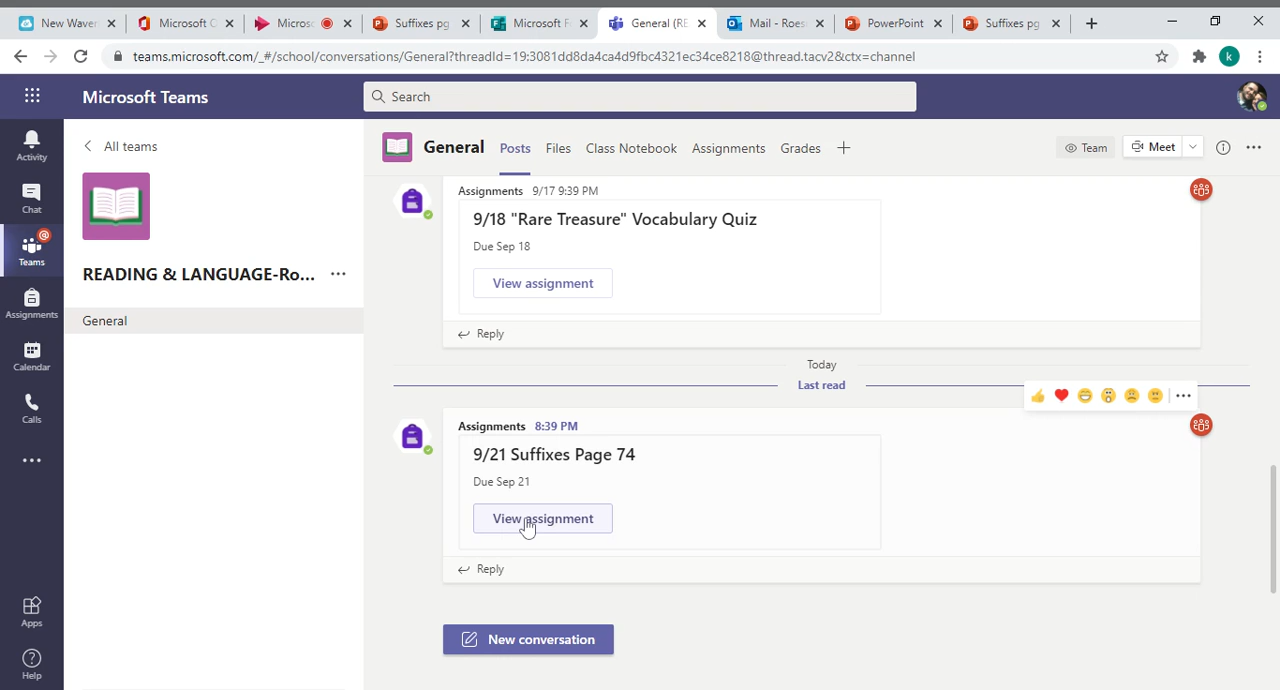 New Waver
Microsoft O
Micros
Suffixes pg
Microsoft F
General (RE
Mail - Roes
PowerPoint
Suffixes pg
teams.microsoft.com/_#/school/conversations/General?threadId=19:3081dd8da4ca4d9fbc4321ec34ce8218@thread.tacv2&ctx=channel
k
Microsoft Teams
Search
Activity
Chat
Teams
Assignments
Calendar
Calls
Apps
Help
All teams
READING & LANGUAGE-Ro...
General
General
Posts
Files
Class Notebook
Assignments
Grades
Team
Meet
Assignments 9/17 9:39 PM
9/18 "Rare Treasure" Vocabulary Quiz
Due Sep 18
View assignment
Reply
Today
Last read
Assignments 8:39 PM
9/21 Suffixes Page 74
Due Sep 21
View assignment
Reply
New conversation